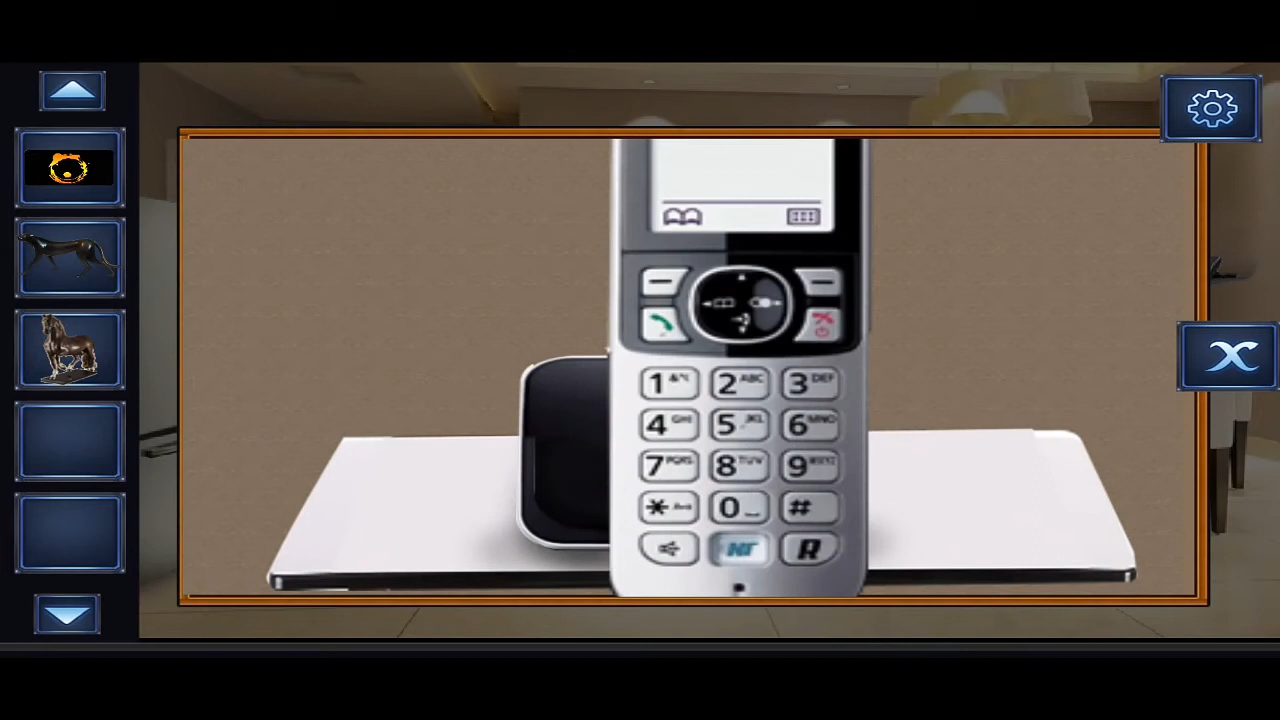 1
2 ABC
3 DEF
4 GHI
5 JKL
6 MNO
7 PQRS
8 TUV
9 WXYZ
*
0
#
R